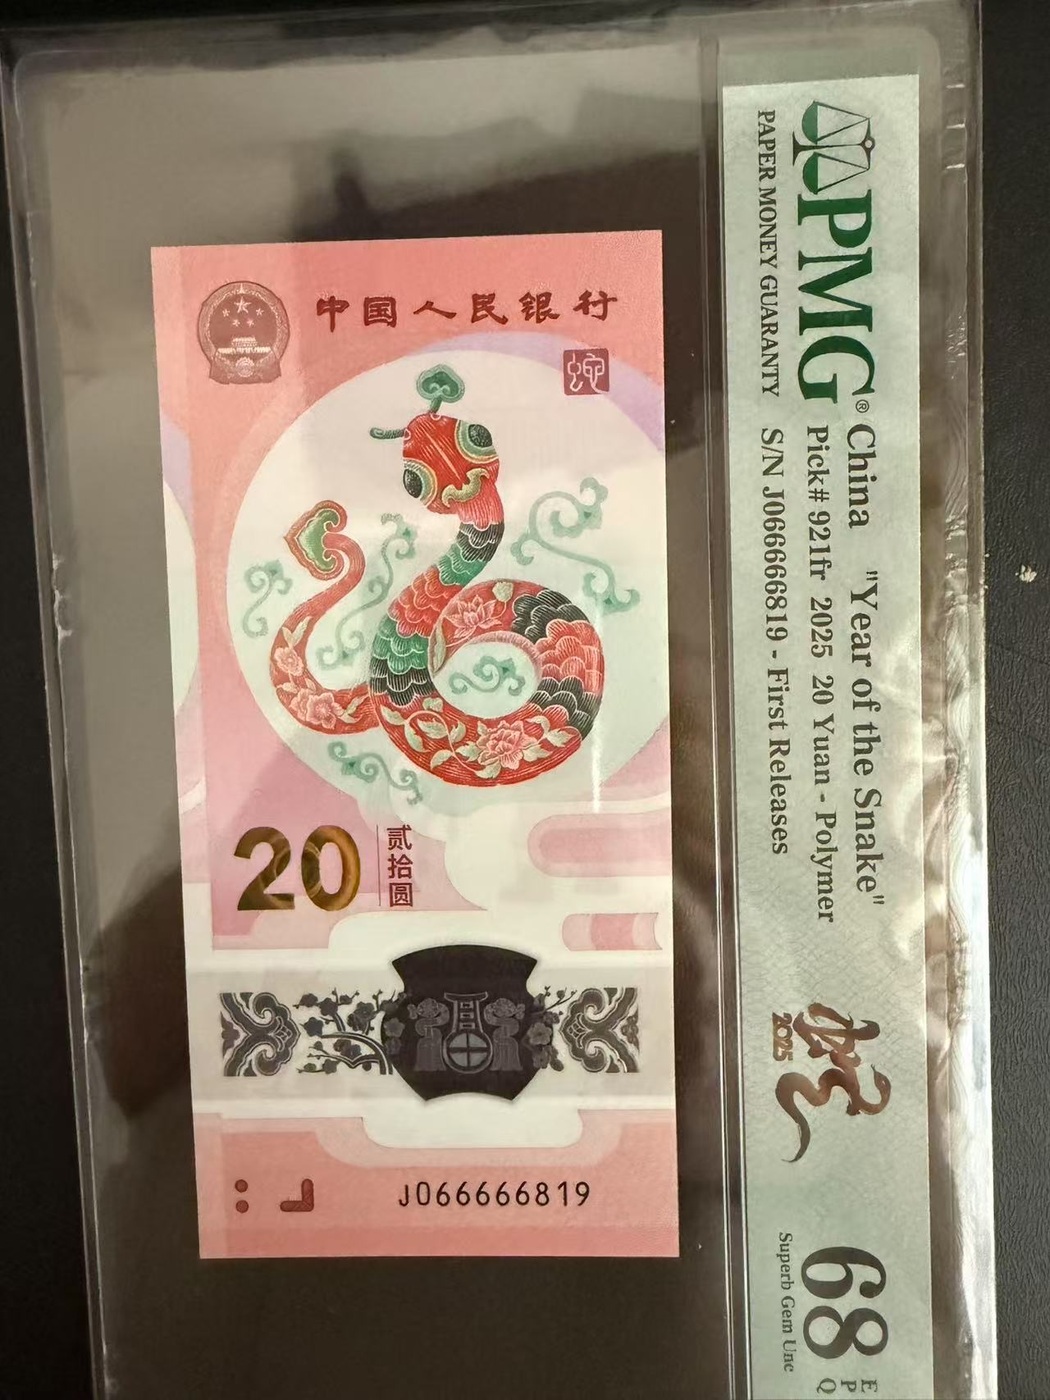 中国人民银行
蛇
20
贰拾圆
J066666819
PMG®
PAPER MONEY GUARANTY
China "Year of the Snake"
Pick# 921fr 2025 20 Yuan - Polymer
S/N J066666819 - First Releases
蛇
2025
68
E
P
Q
Superb Gem Unc